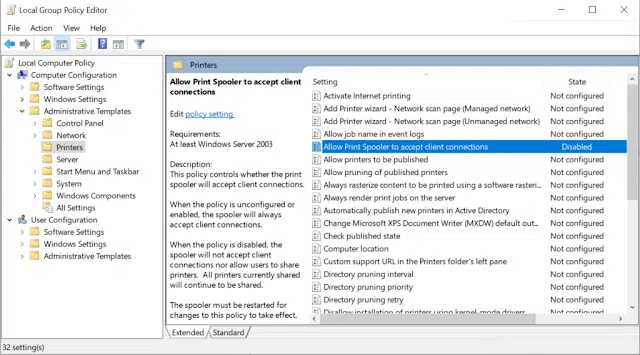 Local Group Policy Editor
File Action View Help
Local Computer Policy
Computer Configuration
Software Settings
Windows Settings
Administrative Templates
Control Panel
Network
Printers
Server
Start Menu and Taskbar
System
Windows Components
All Settings
User Configuration
Software Settings
Windows Settings
Administrative Templates
Printers
Allow Print Spooler to accept client
connections
Edit policy setting
Requirements:
At least Windows Server 2003
Description:
This policy controls whether the print
spooler will accept client connections.
When the policy is unconfigured or
enabled, the spooler will always
accept client connections.
When the policy is disabled, the
spooler will not accept client
connections nor allow users to share
printers. All printers currently shared
will continue to be shared.
The spooler must be restarted for
changes to this policy to take effect.
Setting State
Activate Internet printing Not configured
Add Printer wizard - Network scan page (Managed network) Not configured
Add Printer wizard - Network scan page (Unmanaged network) Not configured
Allow job name in event logs Not configured
Allow Print Spooler to accept client connections Disabled
Allow printers to be published Not configured
Allow pruning of published printers Not configured
Always rasterize content to be printed using a software rasteri... Not configured
Always render print jobs on the server Not configured
Automatically publish new printers in Active Directory Not configured
Change Microsoft XPS Document Writer (MXDW) default out... Not configured
Check published state Not configured
Computer location Not configured
Custom support URL in the Printers folder's left pane Not configured
Directory pruning interval Not configured
Directory pruning priority Not configured
Directory pruning retry Not configured
Disallow installation of printers using kernel-mode drivers Not configured
Extended Standard
32 setting(s)